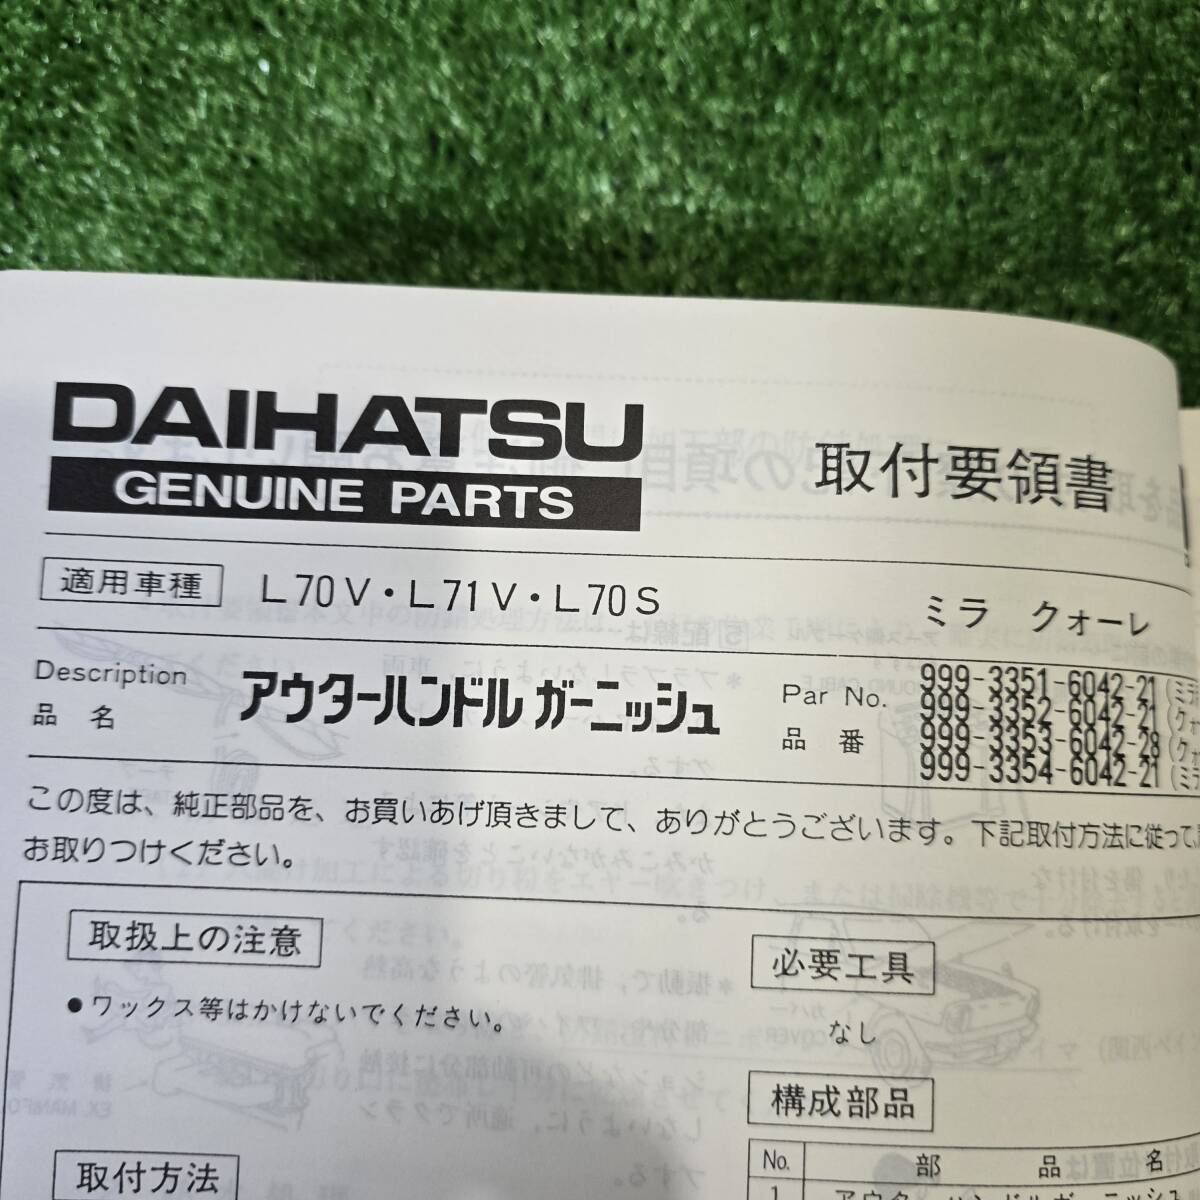 DAIHATSU
GENUINE PARTS
取付要領書
適用車種 L70V・L71V・L70S ミラ クォーレ
Description
品名
アウターハンドルガーニッシュ
Par No.
品番
999-3351-6042-21
999-3352-6042-21
999-3353-6042-28
999-3354-6042-21
この度は、純正部品を、お買いあげ頂きまして、ありがとうございます。下記取付方法に従って、
お取りつけください。
取扱上の注意
●ワックス等はかけないでください。
必要工具
なし
構成部品
No. 部品名
取付方法